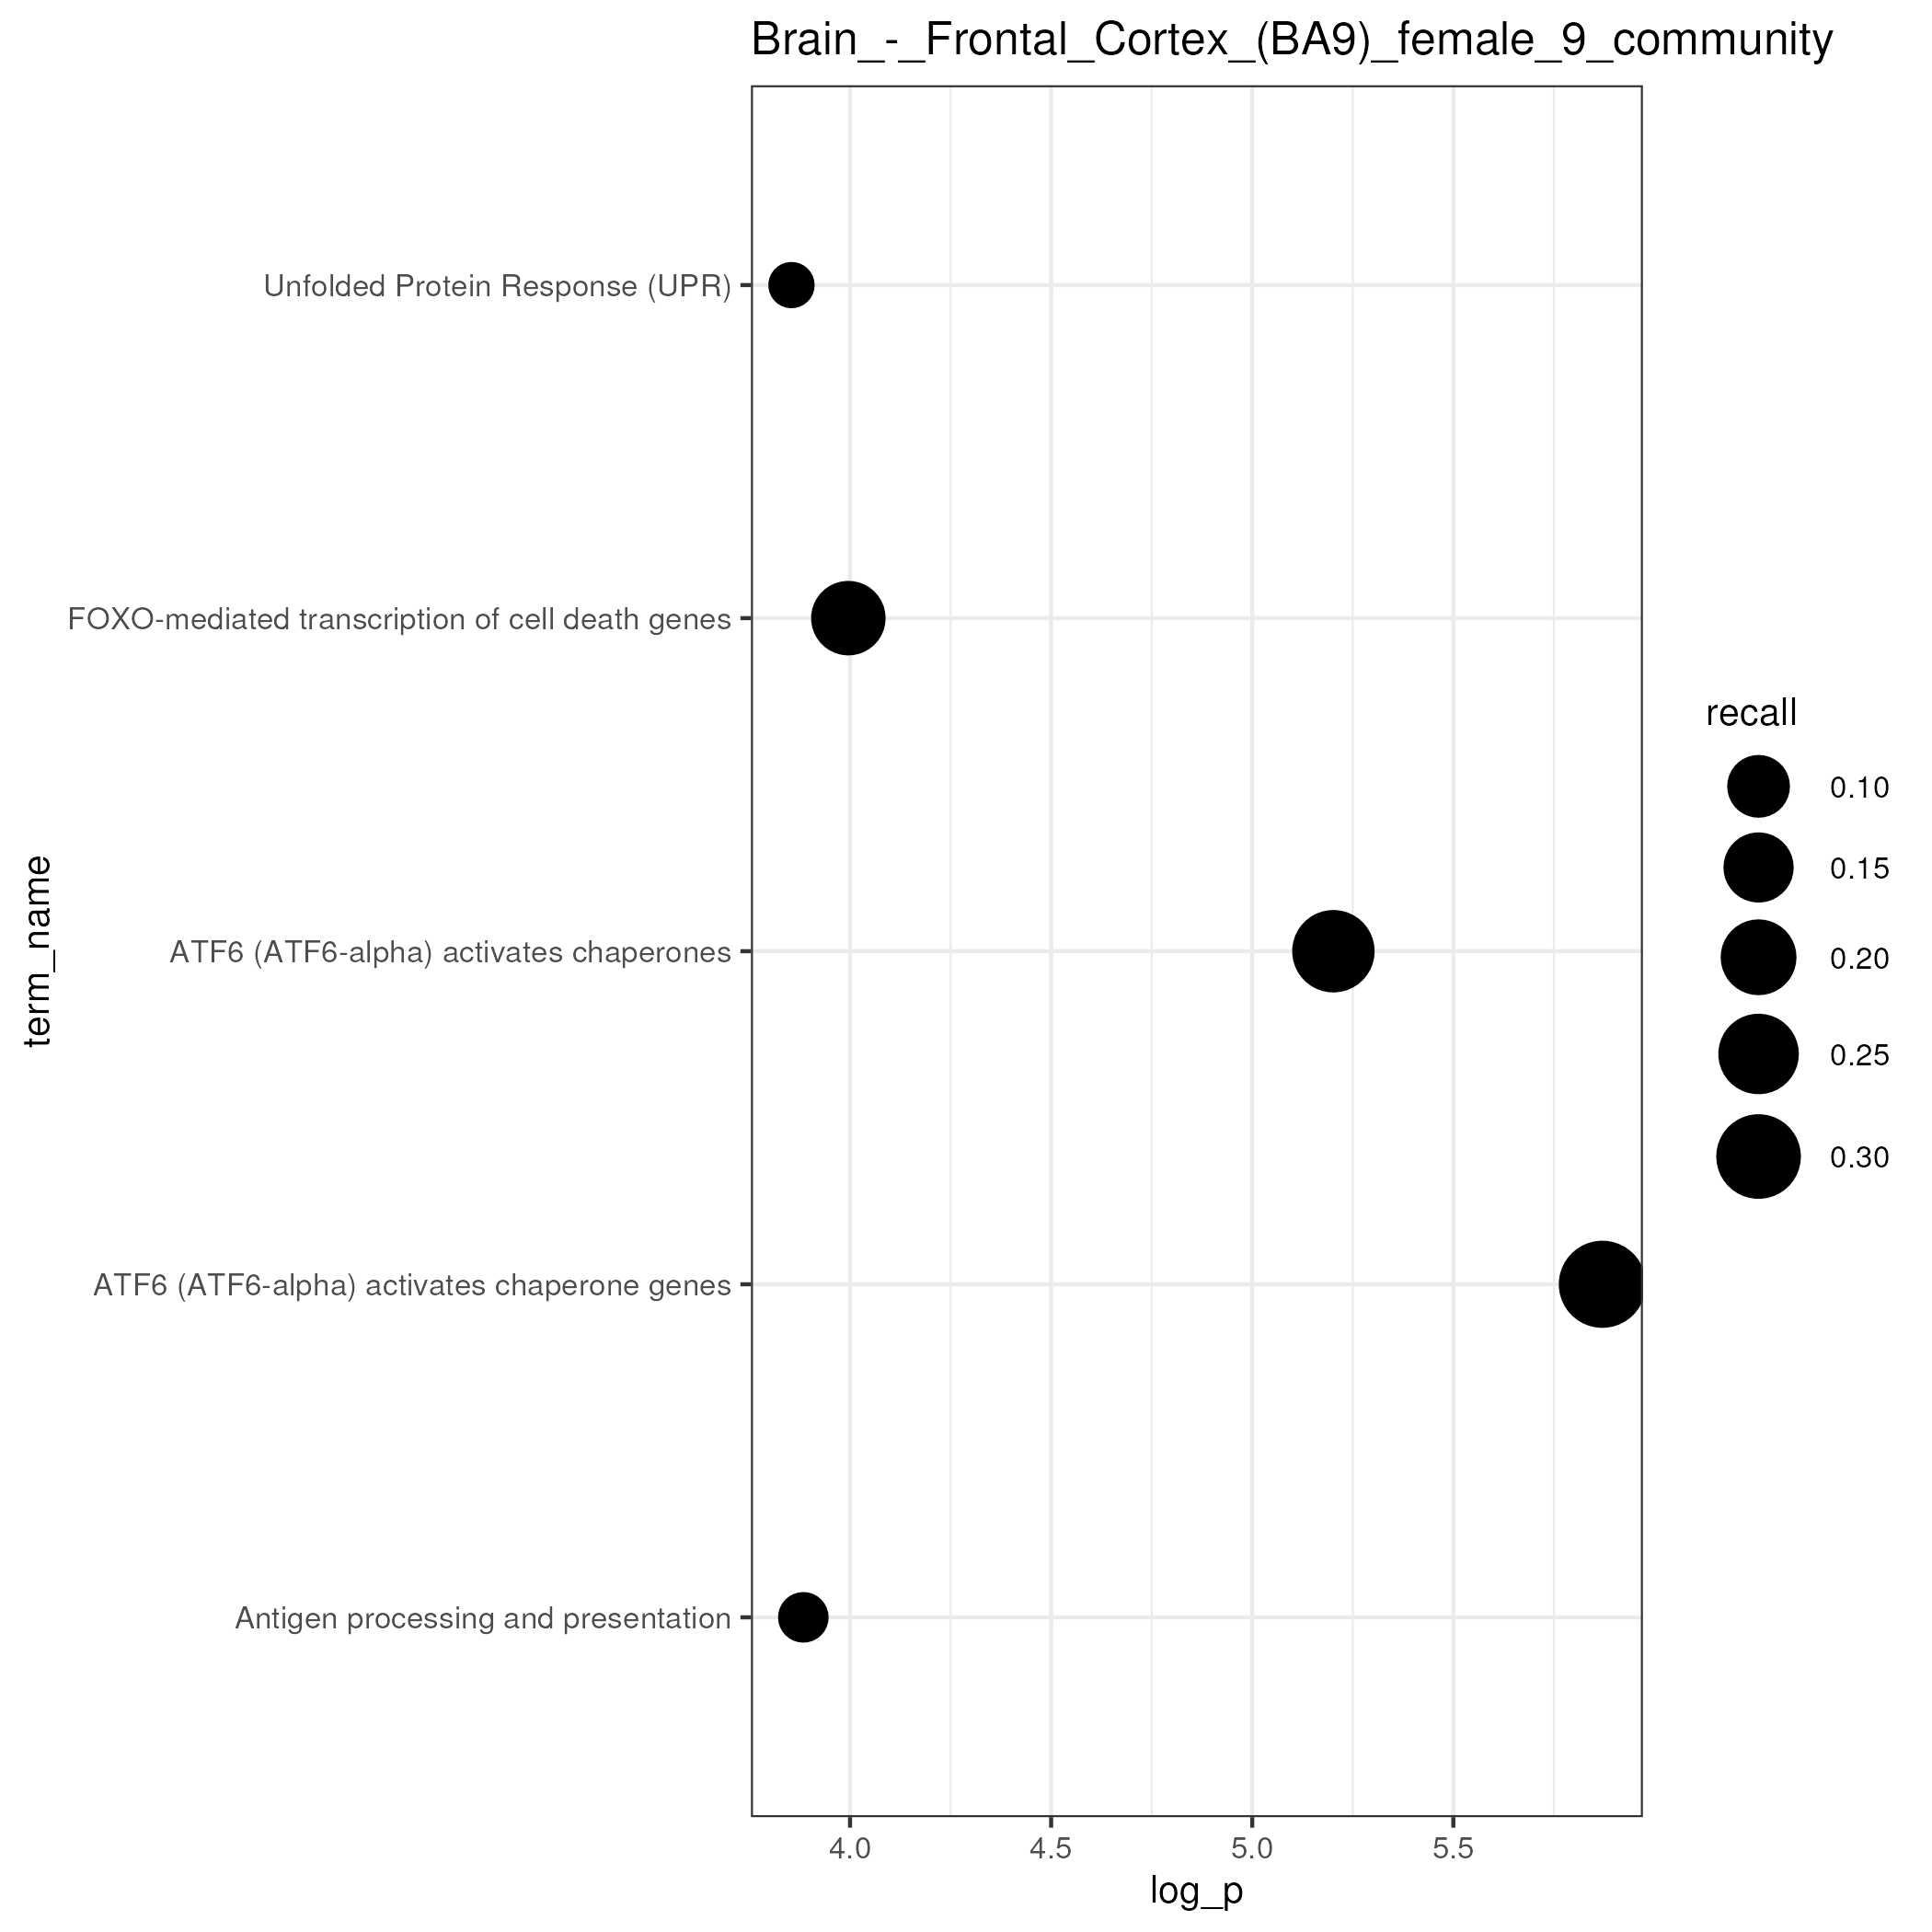 Brain_-_Frontal_Cortex_(BA9)_female_9_community
Unfolded Protein Response (UPR)
FOXO-mediated transcription of cell death genes
ATF6 (ATF6-alpha) activates chaperones
ATF6 (ATF6-alpha) activates chaperone genes
Antigen processing and presentation
term_name
4.0
4.5
5.0
5.5
log_p
recall
0.10
0.15
0.20
0.25
0.30